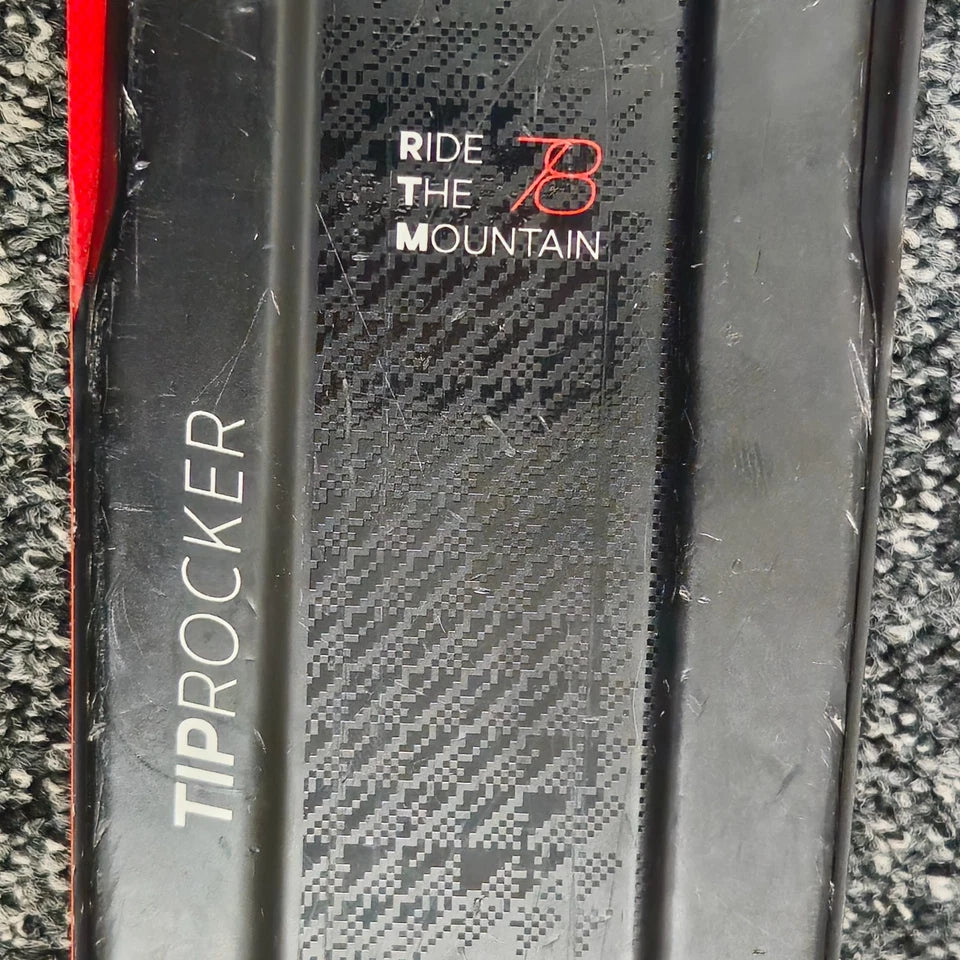 RIDE 78
THE
MOUNTAIN
TIPROCKER